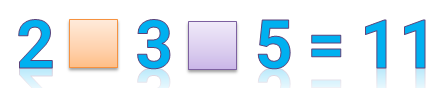 2 □ 3 □ 5 = 11